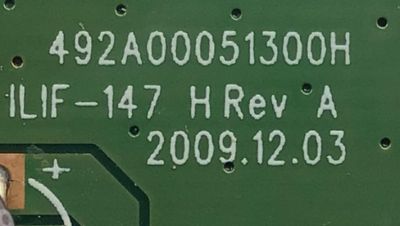 492A00051300H
ILIF-147 H Rev A
2009.12.03
+